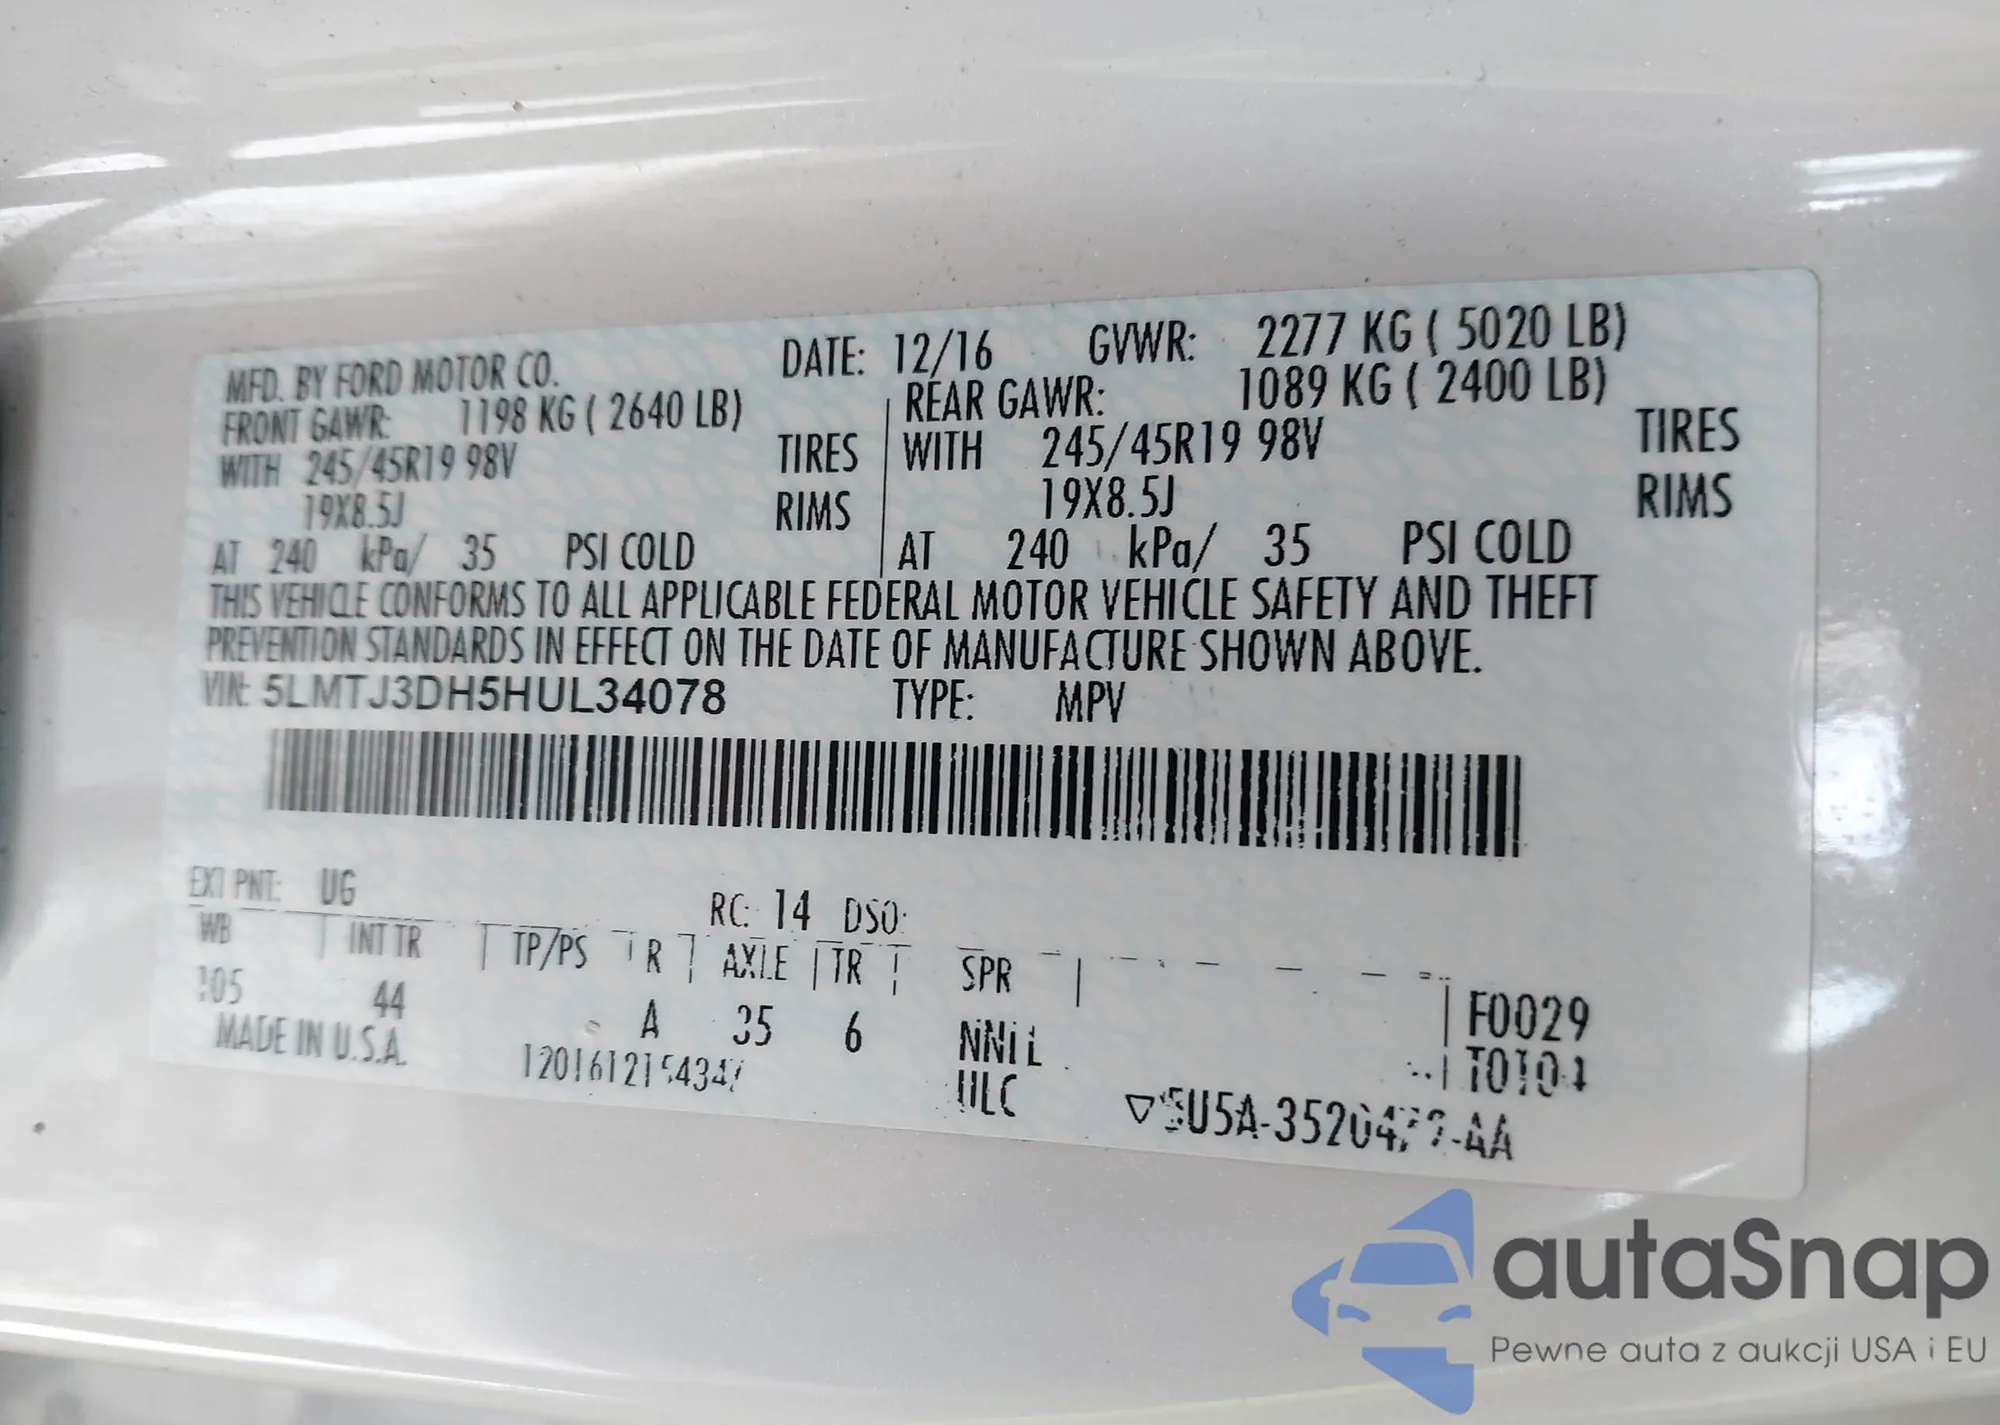 MFD. BY FORD MOTOR CO. DATE: 12/16 GVWR: 2277 KG ( 5020 LB)
FRONT GAWR: 1198 KG ( 2640 LB) REAR GAWR: 1089 KG ( 2400 LB)
WITH 245/45R19 98V TIRES WITH 245/45R19 98V TIRES
19X8.5J RIMS 19X8.5J RIMS
AT 240 kPa/ 35 PSI COLD AT 240 kPa/ 35 PSI COLD
THIS VEHICLE CONFORMS TO ALL APPLICABLE FEDERAL MOTOR VEHICLE SAFETY AND THEFT
PREVENTION STANDARDS IN EFFECT ON THE DATE OF MANUFACTURE SHOWN ABOVE.
VIN: 5LMTJ3DH5HUL34078 TYPE: MPV
EXT PNT: UG RC: 14 DSO:
WB INT TR TP/PS R AXLE TR SPR
105 44 A 35 6 F0029
MADE IN U.S.A.
autaSnap
Pewne auta z aukcji USA i EU